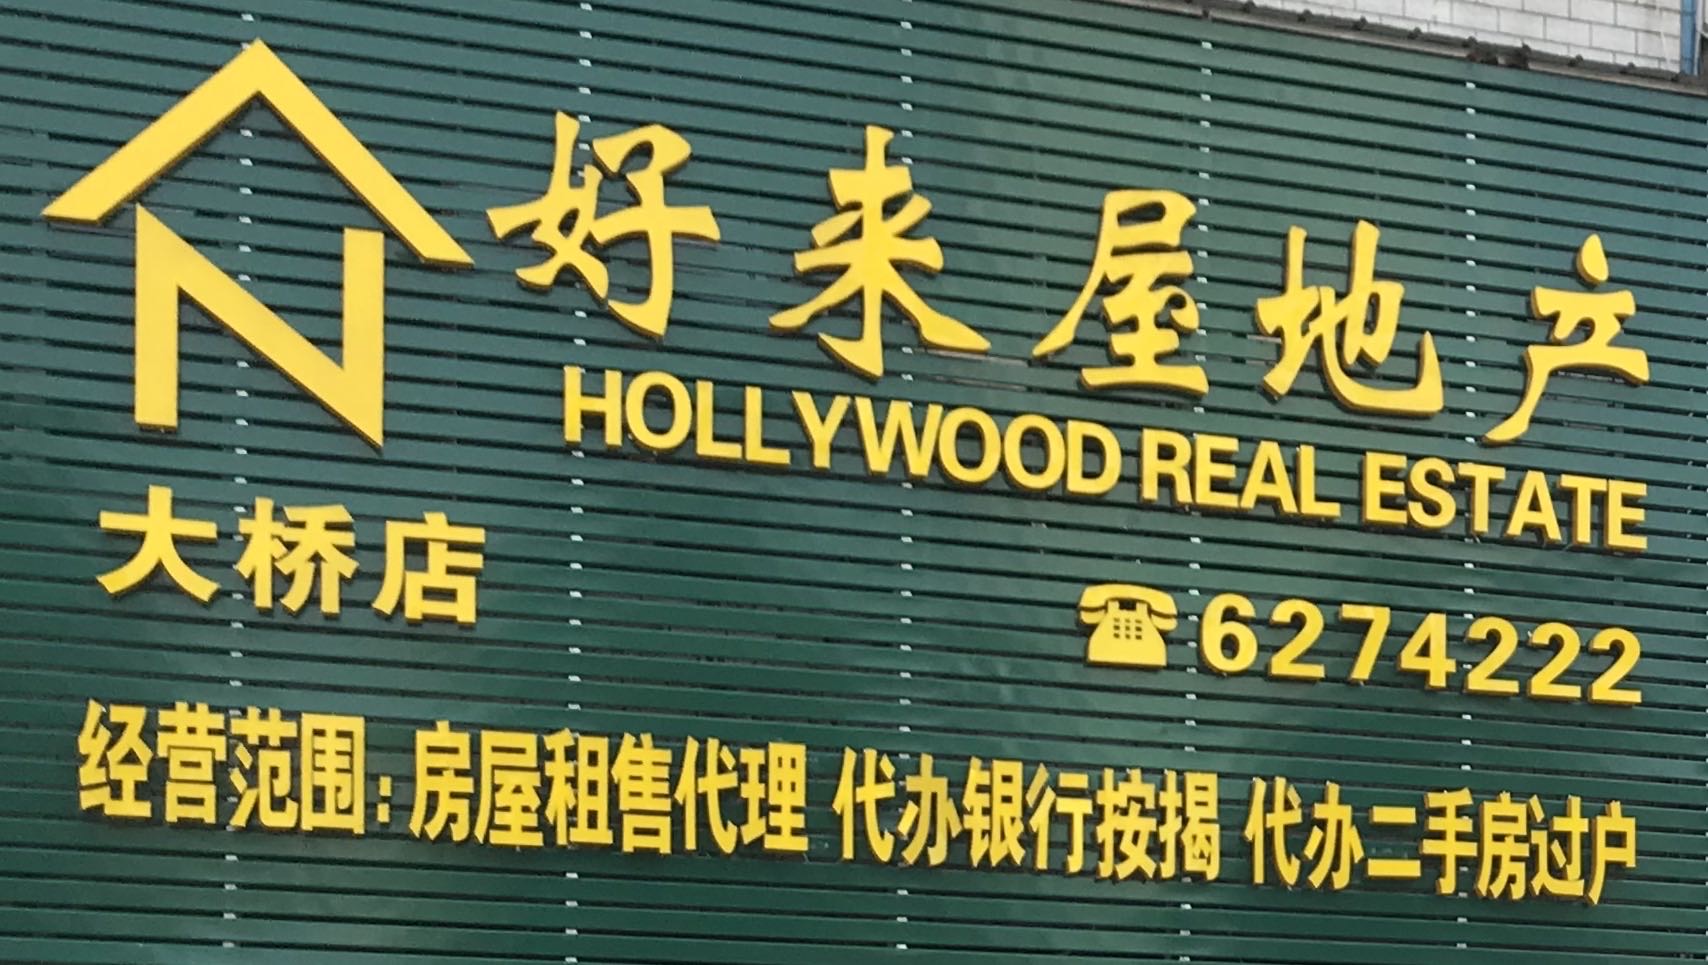 好来屋地产
HOLLYWOOD REAL ESTATE
大桥店
☎6274222
经营范围:房屋租售代理 代办银行按揭 代办二手房过户